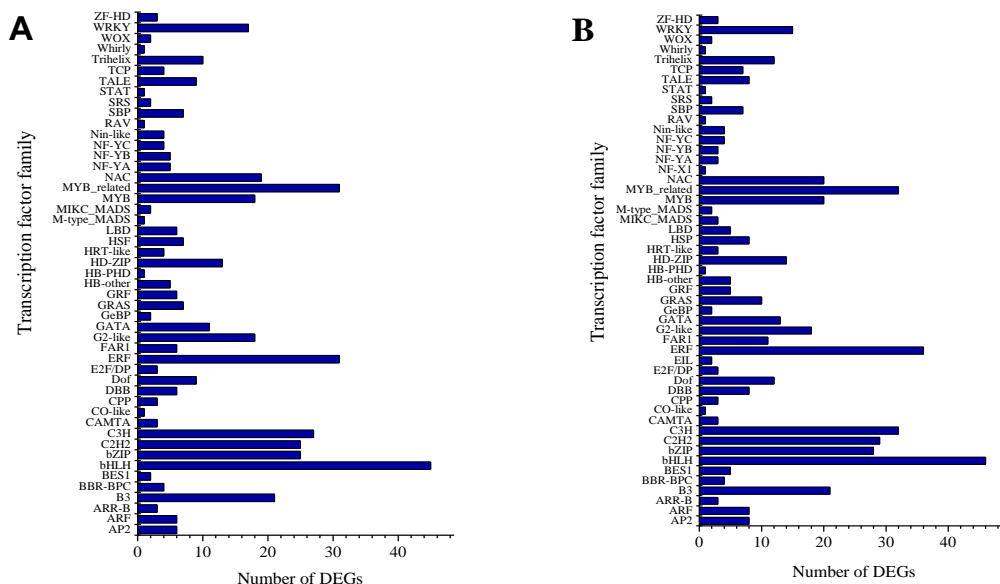 A
Transcription factor family
ZF-HD
WRKY
WOX
Whirly
Trihelix
TCP
TALE
STAT
SRS
SBP
RAV
Nin-like
NF-YC
NF-YB
NF-YA
NAC
MYB_related
MYB
MIKC_MADS
M-type_MADS
LBD
HSF
HRT-like
HD-ZIP
HB-PHD
HB-other
GRF
GRAS
GeBP
GATA
G2-like
FAR1
ERF
E2F/DP
Dof
DBB
CPP
CO-like
CAMTA
C3H
C2H2
bZIP
bHLH
BES1
BBR-BPC
B3
ARR-B
ARF
AP2
0 10 20 30 40
Number of DEGs
B
Transcription factor family
ZF-HD
WRKY
WOX
Whirly
Trihelix
TCP
TALE
STAT
SRS
SBP
RAV
Nin-like
NF-YC
NF-YB
NF-YA
NF-X1
NAC
MYB_related
MYB
M-type_MADS
MIKC_MADS
LBD
HSP
HRT-like
HD-ZIP
HB-PHD
HB-other
GRF
GRAS
GeBP
GATA
G2-like
FAR1
ERF
EIL
E2F/DP
Dof
DBB
CPP
CO-like
CAMTA
C3H
C2H2
bZIP
bHLH
BES1
BBR-BPC
B3
ARR-B
ARF
AP2
0 10 20 30 40
Number of DEGs